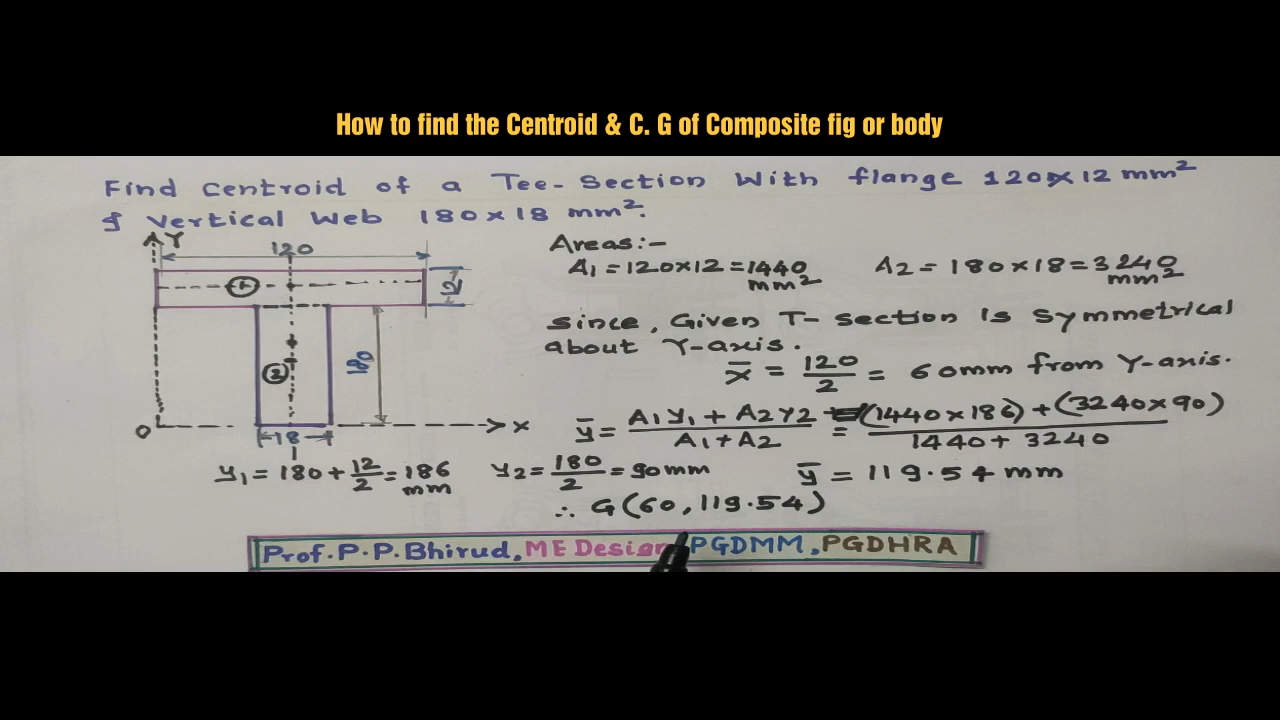 How to find the Centroid & C. G of Composite fig or body
Find Centroid of a Tee-Section With flange 120×12 mm²
& Vertical Web 180×18 mm².
Y
120
Areas:-
A1 = 120×12 = 1440 mm²
A2 = 180×18 = 3240 mm²
1
12
since, Given T-section is symmetrical
about Y-axis.
x̄ = 120/2 = 60mm from Y-axis.
2
180
ȳ = A1Y1 + A2Y2 / A1+A2 = (1440×186) + (3240×90) / 1440 + 3240
O
X
18
y1 = 180 + 12/2 = 186 mm
y2 = 180/2 = 90mm
ȳ = 119.54 mm
∴ G(60, 119.54)
Prof. P. P. Bhirud, ME Design, PGDMM, PGDHRA